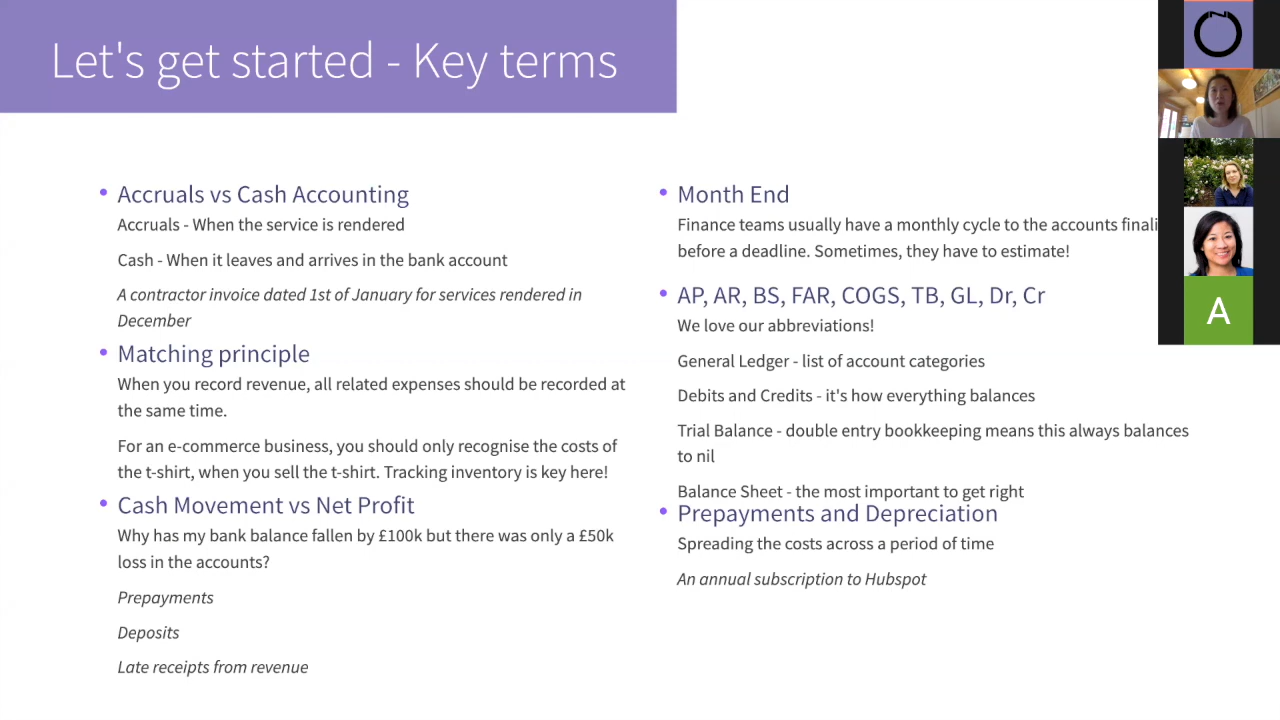 Let's get started - Key terms
Accruals vs Cash Accounting
Accruals - When the service is rendered
Cash - When it leaves and arrives in the bank account
A contractor invoice dated 1st of January for services rendered in
December
Matching principle
When you record revenue, all related expenses should be recorded at
the same time.
For an e-commerce business, you should only recognise the costs of
the t-shirt, when you sell the t-shirt. Tracking inventory is key here!
Cash Movement vs Net Profit
Why has my bank balance fallen by £100k but there was only a £50k
loss in the accounts?
Prepayments
Deposits
Late receipts from revenue
Month End
Finance teams usually have a monthly cycle to the accounts finali
before a deadline. Sometimes, they have to estimate!
AP, AR, BS, FAR, COGS, TB, GL, Dr, Cr
We love our abbreviations!
General Ledger - list of account categories
Debits and Credits - it's how everything balances
Trial Balance - double entry bookkeeping means this always balances
to nil
Balance Sheet - the most important to get right
Prepayments and Depreciation
Spreading the costs across a period of time
An annual subscription to Hubspot
A